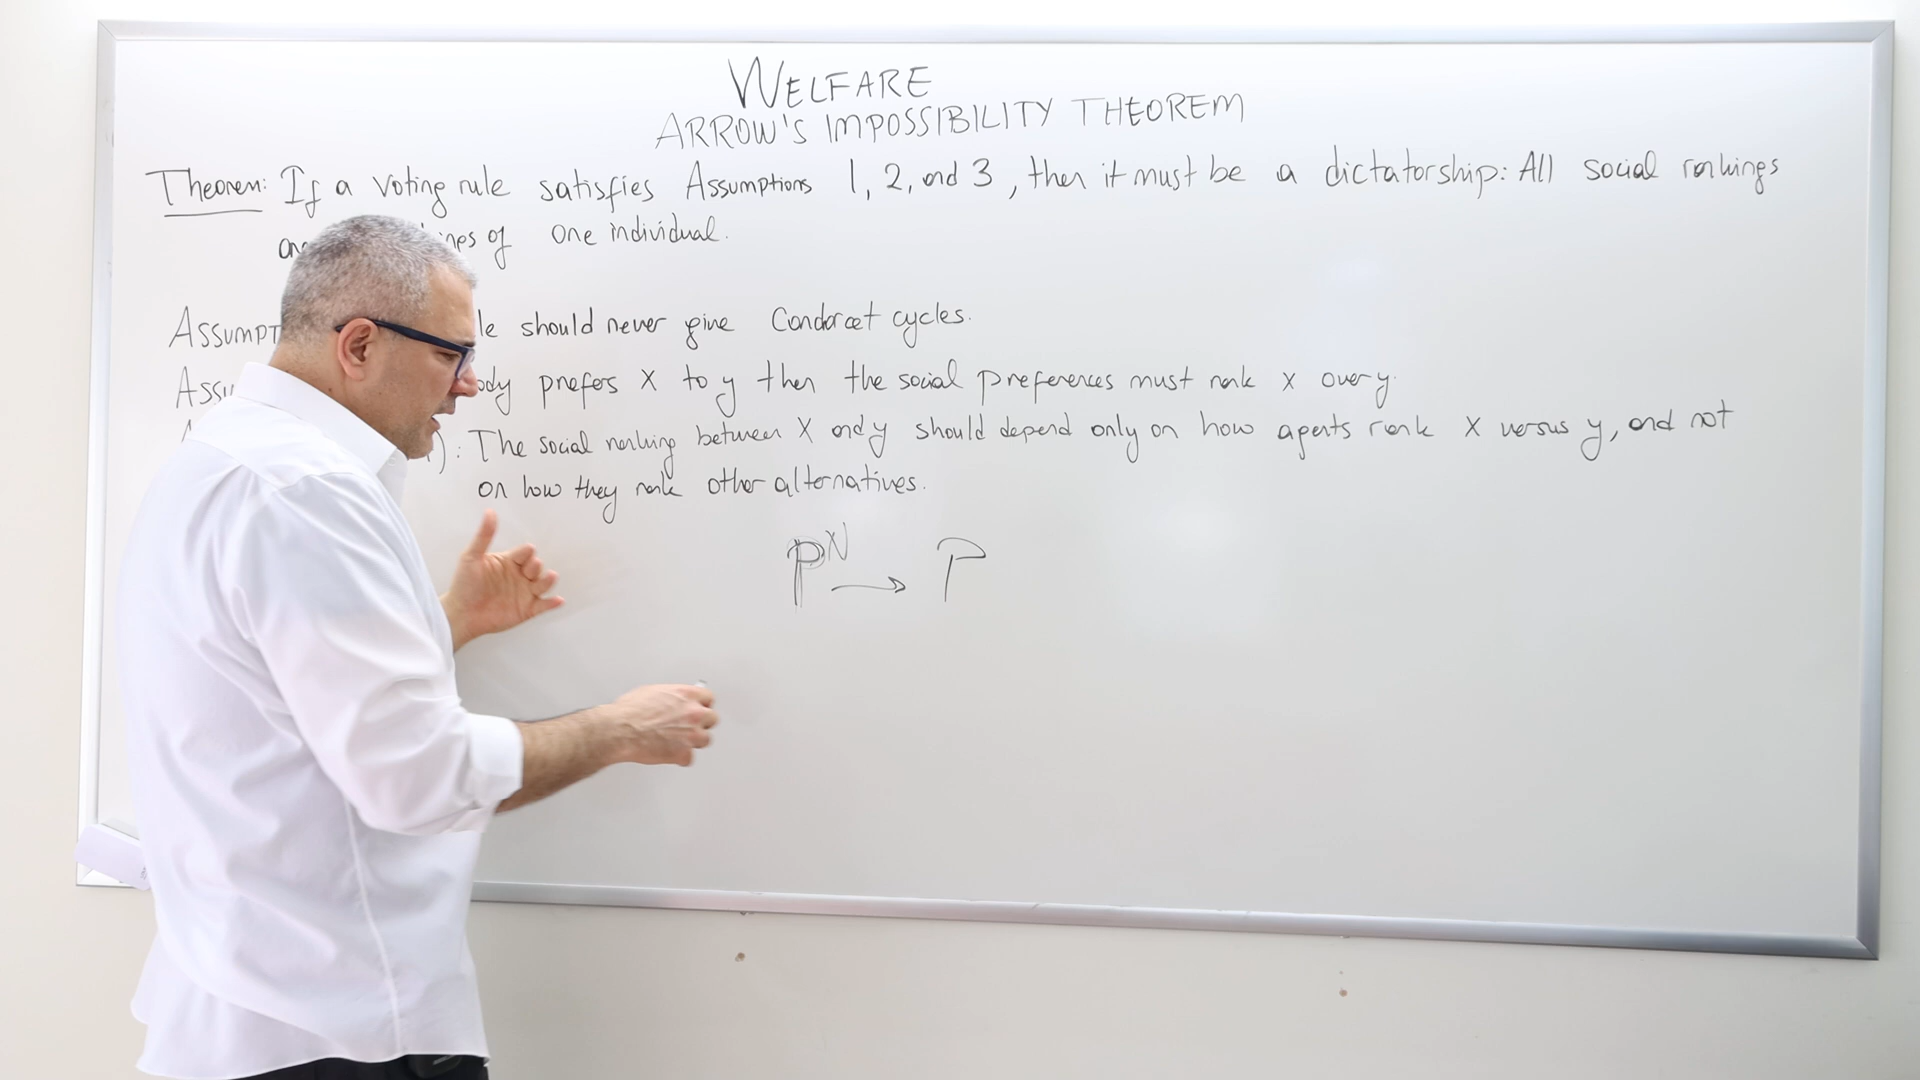 WELFARE
ARROW'S IMPOSSIBILITY THEOREM
Theorem: If a voting rule satisfies Assumptions 1, 2, and 3, then it must be a dictatorship: All social rankings
of one individual.
should never give Condorcet cycles.
prefers x to y then the social preferences must rank x over y.
): The social ranking between x and y should depend only on how agents rank x versus y, and not
on how they rank other alternatives.
P^N → P